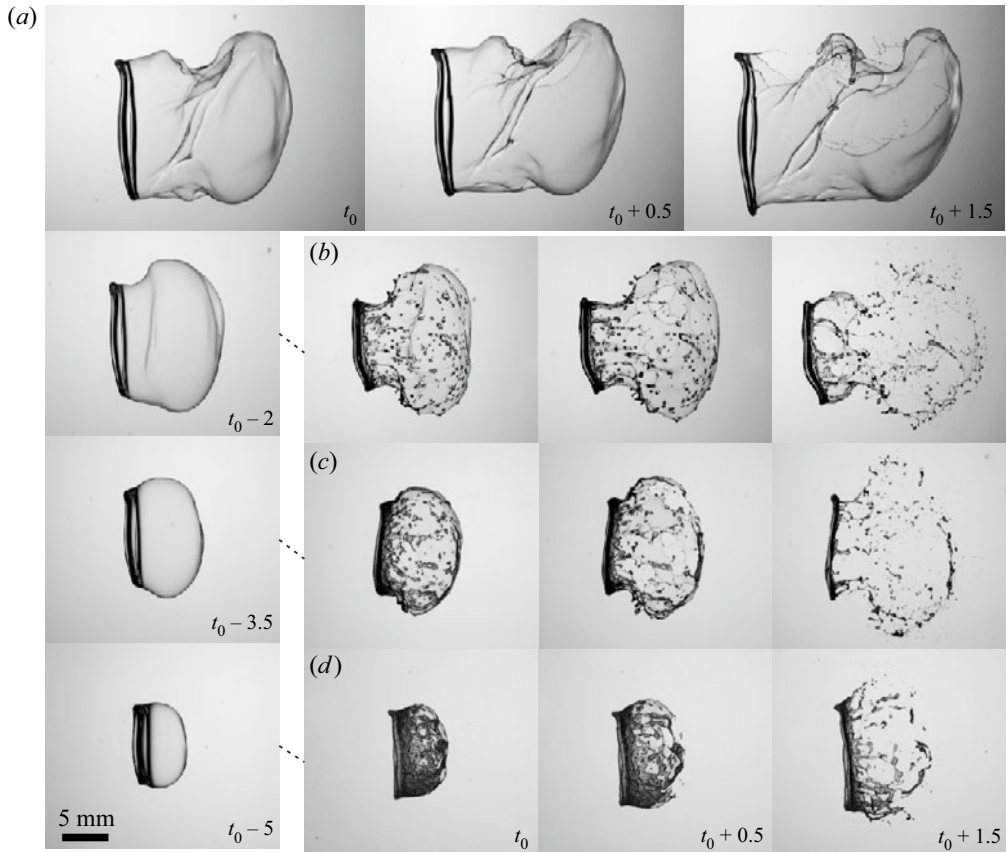 (a)
t₀
t₀ + 0.5
t₀ + 1.5
t₀ – 2
(b)
t₀ – 3.5
(c)
5 mm
t₀ – 5
(d)
t₀
t₀ + 0.5
t₀ + 1.5